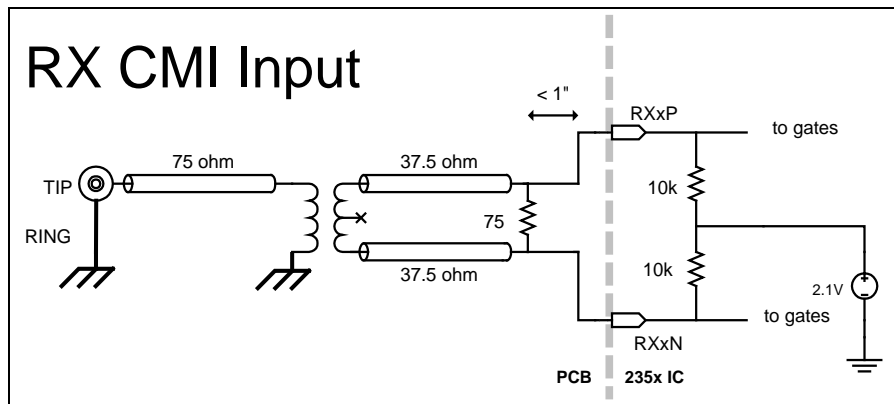 RX CMI Input
< 1"
RXxP
to gates
75 ohm
37.5 ohm
TIP
10k
RING
75
10k
37.5 ohm
2.1V
+
−
to gates
RXxN
PCB
235x IC